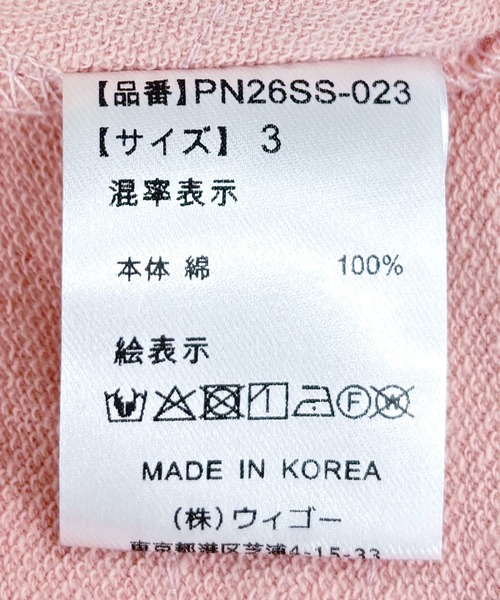 【品番】PN26SS-023
【サイズ】 3
混率表示
本体 綿 100%
絵表示
F W
MADE IN KOREA
(株)ウィゴー
東京都港区芝浦4-15-33